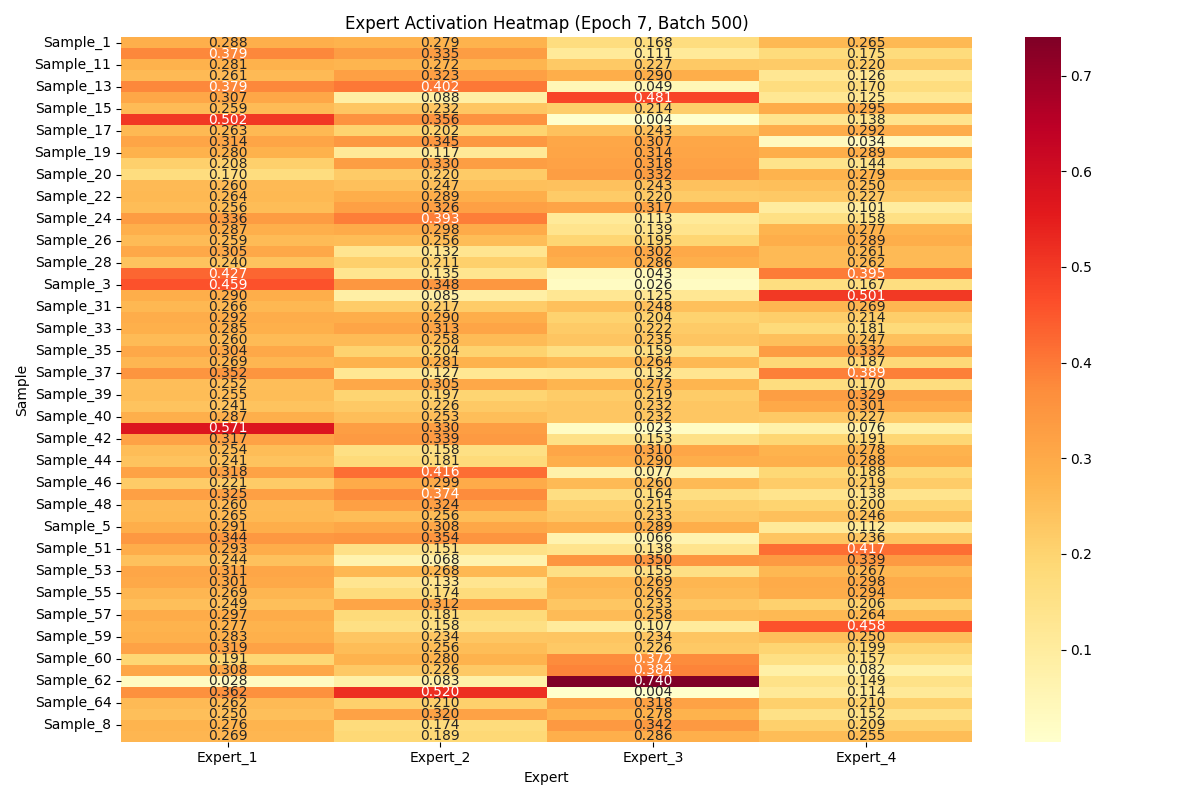 Expert Activation Heatmap (Epoch 7, Batch 500)
Sample_1 0.288 0.279 0.168 0.265
0.379 0.335 0.111 0.175
Sample_11 0.281 0.272 0.227 0.220
0.261 0.323 0.290 0.126
Sample_13 0.379 0.402 0.049 0.170
0.307 0.088 0.481 0.125
Sample_15 0.259 0.232 0.214 0.295
0.502 0.356 0.004 0.138
Sample_17 0.263 0.202 0.243 0.292
0.314 0.345 0.307 0.034
Sample_19 0.280 0.117 0.314 0.289
0.208 0.330 0.318 0.144
Sample_20 0.170 0.220 0.332 0.279
0.260 0.247 0.243 0.250
Sample_22 0.264 0.289 0.220 0.227
0.256 0.326 0.317 0.101
Sample_24 0.336 0.393 0.113 0.158
0.287 0.298 0.139 0.277
Sample_26 0.259 0.256 0.195 0.289
0.305 0.132 0.302 0.261
Sample_28 0.240 0.211 0.286 0.262
0.427 0.135 0.043 0.395
Sample_3 0.459 0.348 0.026 0.167
0.290 0.085 0.125 0.501
Sample_31 0.266 0.217 0.248 0.269
0.292 0.290 0.204 0.214
Sample_33 0.285 0.313 0.222 0.181
0.260 0.258 0.235 0.247
Sample_35 0.304 0.204 0.159 0.332
0.269 0.281 0.264 0.187
Sample_37 0.352 0.127 0.132 0.389
0.252 0.305 0.273 0.170
Sample_39 0.255 0.197 0.219 0.329
0.241 0.226 0.232 0.301
Sample_40 0.287 0.253 0.232 0.227
0.571 0.330 0.023 0.076
Sample_42 0.317 0.339 0.153 0.191
0.254 0.158 0.310 0.278
Sample_44 0.241 0.181 0.290 0.288
0.318 0.416 0.077 0.188
Sample_46 0.221 0.299 0.260 0.219
0.325 0.374 0.164 0.138
Sample_48 0.260 0.324 0.215 0.200
0.265 0.256 0.233 0.246
Sample_5 0.291 0.308 0.289 0.112
0.344 0.354 0.066 0.236
Sample_51 0.293 0.151 0.138 0.417
0.244 0.068 0.350 0.339
Sample_53 0.311 0.268 0.155 0.267
0.301 0.133 0.269 0.298
Sample_55 0.269 0.174 0.262 0.294
0.249 0.312 0.233 0.206
Sample_57 0.297 0.181 0.258 0.264
0.277 0.158 0.107 0.458
Sample_59 0.283 0.234 0.234 0.250
0.319 0.256 0.226 0.199
Sample_60 0.191 0.280 0.372 0.157
0.308 0.226 0.384 0.082
Sample_62 0.028 0.083 0.740 0.149
0.362 0.520 0.004 0.114
Sample_64 0.262 0.210 0.318 0.210
0.250 0.320 0.278 0.152
Sample_8 0.276 0.174 0.342 0.209
0.269 0.189 0.286 0.255
Expert_1 Expert_2 Expert_3 Expert_4
Expert
Sample
0.7
0.6
0.5
0.4
0.3
0.2
0.1